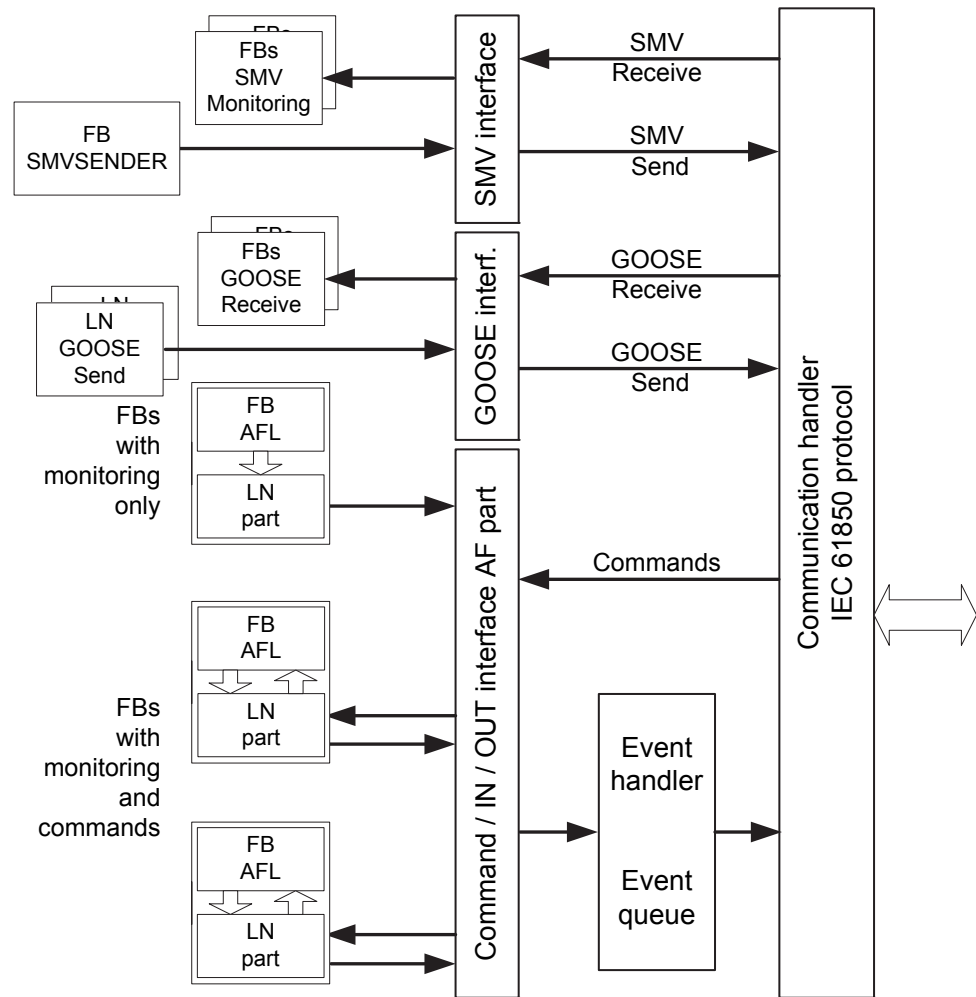 FBs
FBs
SMV
Monitoring
FB
SMVSENDER
SMV interface
SMV
Receive
SMV
Send
FBs
FBs
GOOSE
Receive
LN
LN
GOOSE
Send
GOOSE interf.
GOOSE
Receive
GOOSE
Send
FBs
with
monitoring
only
FB
AFL
LN
part
Command / IN / OUT interface AF part
Commands
Communication handler
IEC 61850 protocol
FBs
with
monitoring
and
commands
FB
AFL
LN
part
Event
handler
Event
queue
FB
AFL
LN
part